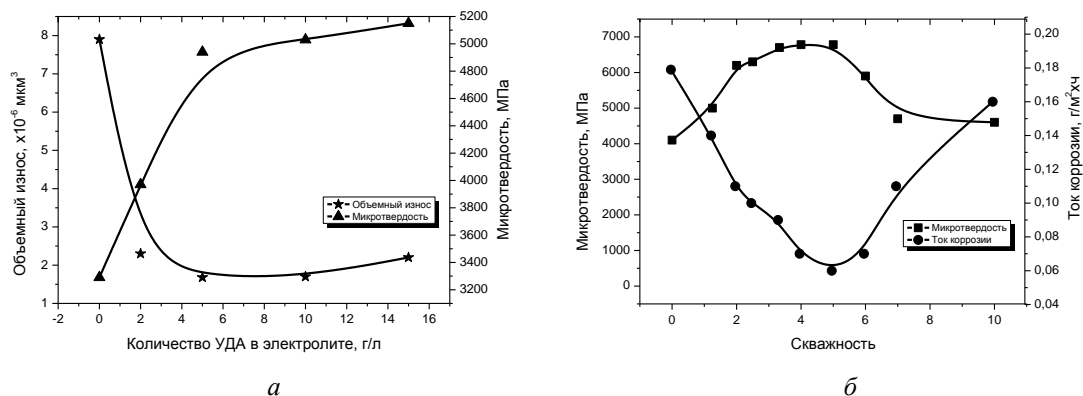 Объемный износ, x10⁻⁶ мкм³
8
7
6
5
4
3
2
1
-2 0 2 4 6 8 10 12 14 16
Количество УДА в электролите, г/л
5200
5000
4800
4600
4400
4200
4000
3800
3600
3400
3200
Микротвердость, МПа
Объемный износ
Микротвердость
а
Микротвердость, МПа
7000
6000
5000
4000
3000
2000
1000
0
0 2 4 6 8 10
Скважность
0,20
0,18
0,16
0,14
0,12
0,10
0,08
0,06
0,04
Ток коррозии, г/м²хч
Микротвердость
Ток коррозии
б